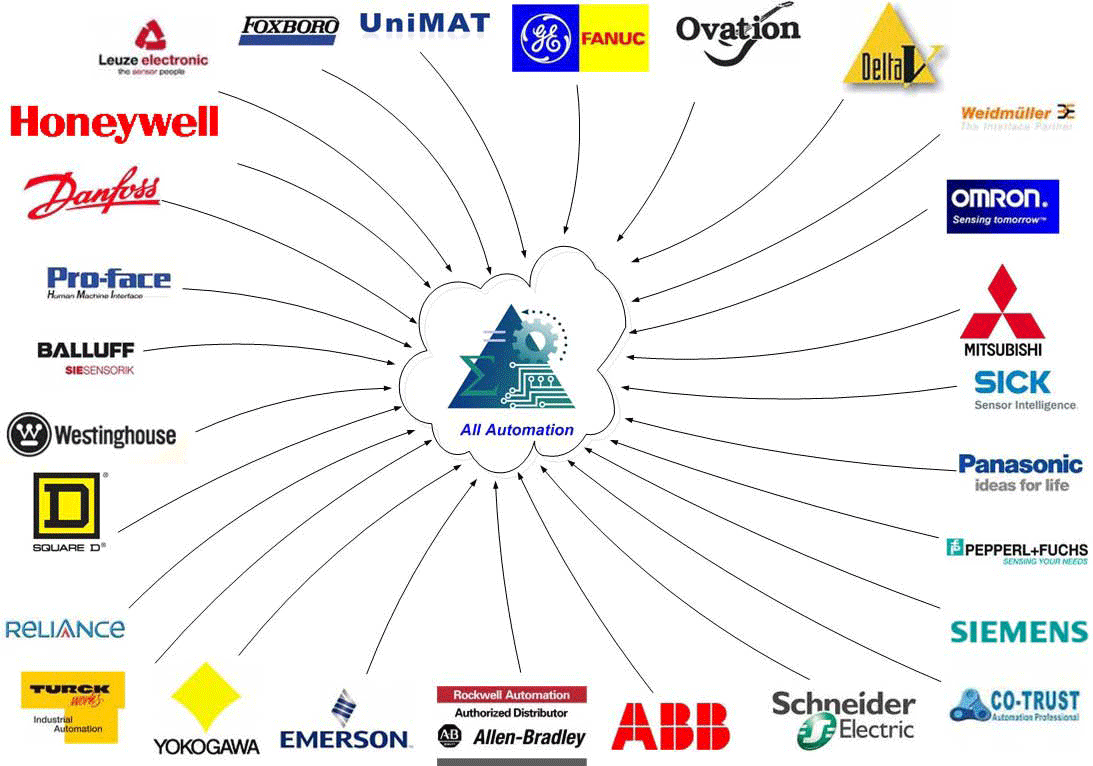 Leuze electronic
the sensor people
FOXBORO
UniMAT
GE
FANUC
Ovation
DeltaV
Weidmüller
The Interface Partner
Honeywell
Danfoss
OMRON.
Sensing tomorrow™
Pro-face
Human Machine Interface
MITSUBISHI
BALLUFF
SIESENSORIK
SICK
Sensor Intelligence.
All Automation
W
Westinghouse
Panasonic
ideas for life
D®
SQUARE D®
PEPPERL+FUCHS
SENSING YOUR NEEDS
RELIANCE
SIEMENS
TURCK
works
Industrial
Automation
YOKOGAWA
EMERSON.
Rockwell Automation
Authorized Distributor
AB
Allen-Bradley
ABB
Schneider
Electric
CO-TRUST
Automation Professional